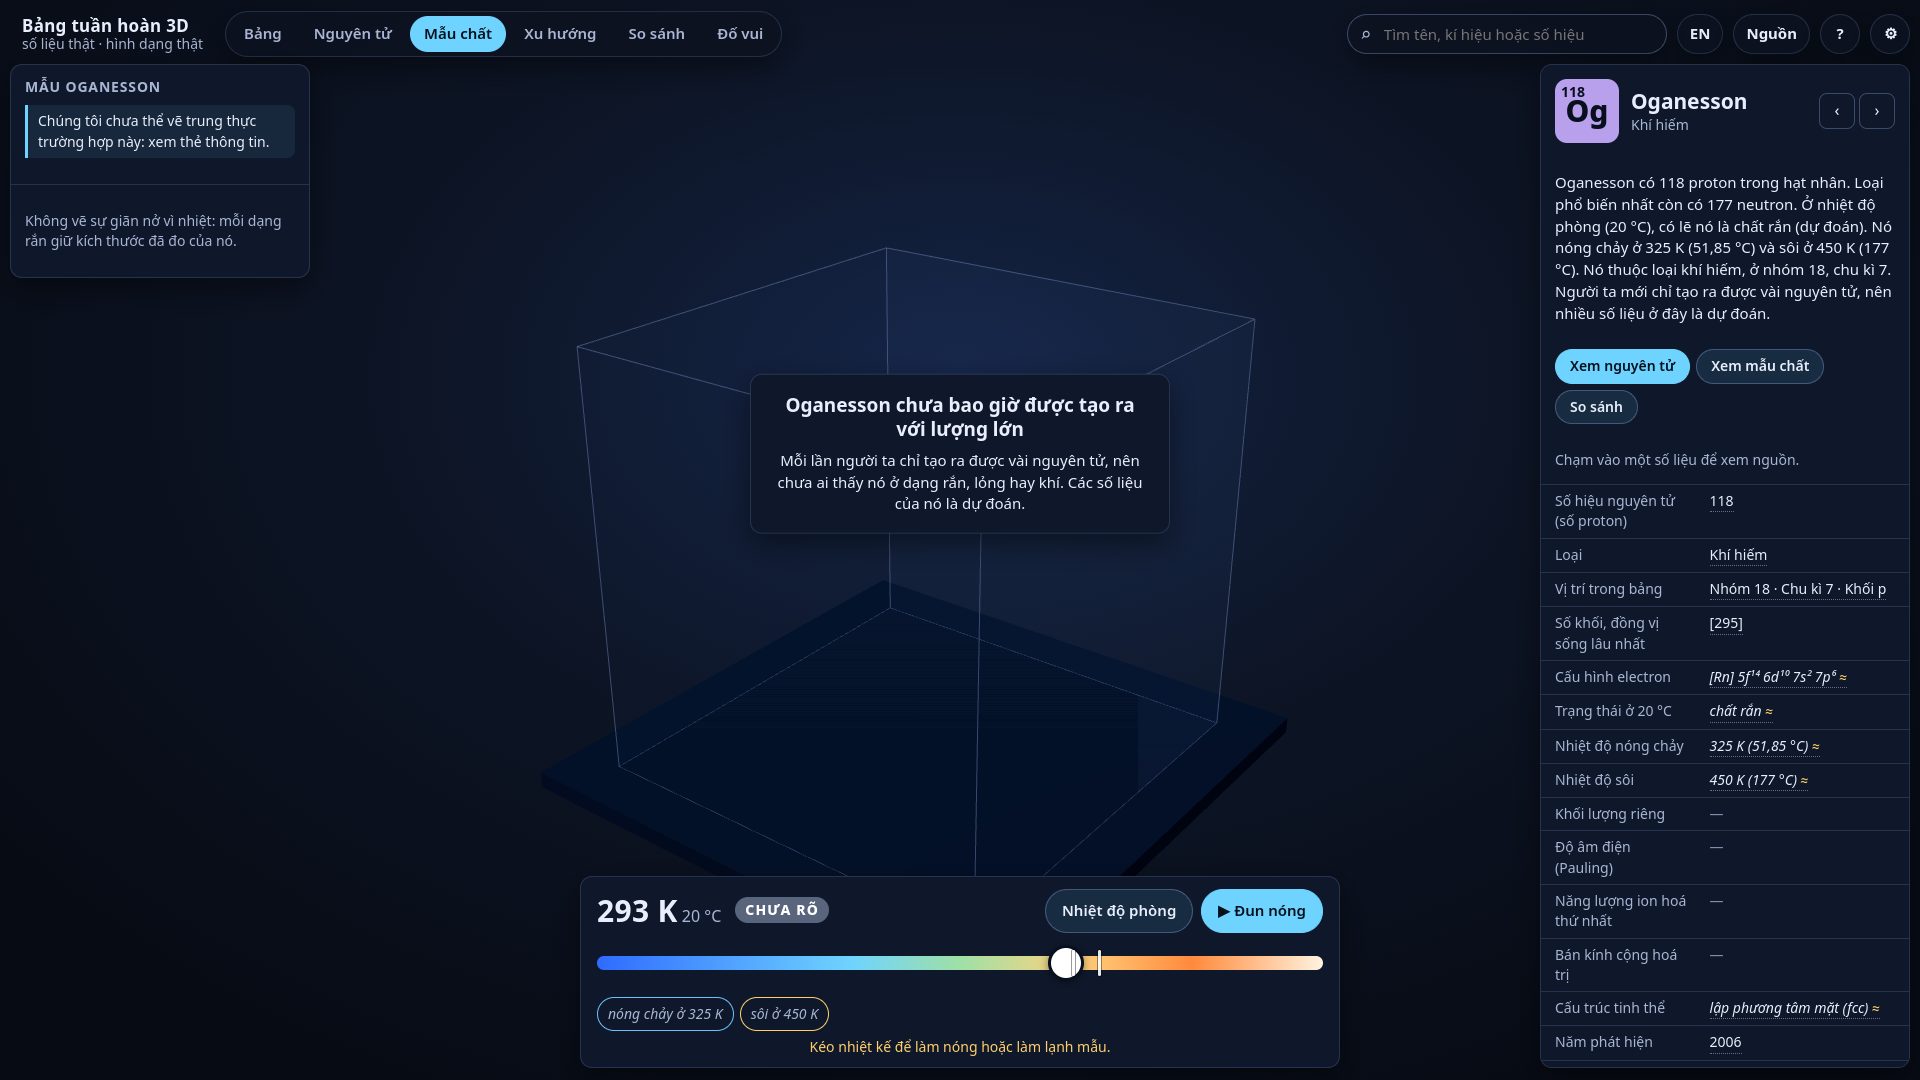 Bảng tuần hoàn 3D
số liệu thật · hình dạng thật
Bảng
Nguyên tử
Mẫu chất
Xu hướng
So sánh
Đố vui
Tìm tên, kí hiệu hoặc số hiệu
EN
Nguồn
?
MẪU OGANESSON
Chúng tôi chưa thể vẽ trung thực
trường hợp này: xem thẻ thông tin.
Không vẽ sự giãn nở vì nhiệt: mỗi dạng
rắn giữ kích thước đã đo của nó.
Oganesson chưa bao giờ được tạo ra
với lượng lớn
Mỗi lần người ta chỉ tạo ra được vài nguyên tử, nên
chưa ai thấy nó ở dạng rắn, lỏng hay khí. Các số liệu
của nó là dự đoán.
293 K 20 °C
CHƯA RÕ
Nhiệt độ phòng
▶ Đun nóng
nóng chảy ở 325 K
sôi ở 450 K
Kéo nhiệt kế để làm nóng hoặc làm lạnh mẫu.
118
Og
Oganesson
Khí hiếm
‹
›
Oganesson có 118 proton trong hạt nhân. Loại
phổ biến nhất còn có 177 neutron. Ở nhiệt độ
phòng (20 °C), có lẽ nó là chất rắn (dự đoán). Nó
nóng chảy ở 325 K (51,85 °C) và sôi ở 450 K (177
°C). Nó thuộc loại khí hiếm, ở nhóm 18, chu kì 7.
Người ta mới chỉ tạo ra được vài nguyên tử, nên
nhiều số liệu ở đây là dự đoán.
Xem nguyên tử
Xem mẫu chất
So sánh
Chạm vào một số liệu để xem nguồn.
Số hiệu nguyên tử
(số proton)
118
Loại
Khí hiếm
Vị trí trong bảng
Nhóm 18 · Chu kì 7 · Khối p
Số khối, đồng vị
sống lâu nhất
[295]
Cấu hình electron
[Rn] 5f¹⁴ 6d¹⁰ 7s² 7p⁶ ≈
Trạng thái ở 20 °C
chất rắn ≈
Nhiệt độ nóng chảy
325 K (51,85 °C) ≈
Nhiệt độ sôi
450 K (177 °C) ≈
Khối lượng riêng
—
Độ âm điện
(Pauling)
—
Năng lượng ion hoá
thứ nhất
—
Bán kính cộng hoá
trị
—
Cấu trúc tinh thể
lập phương tâm mặt (fcc) ≈
Năm phát hiện
2006